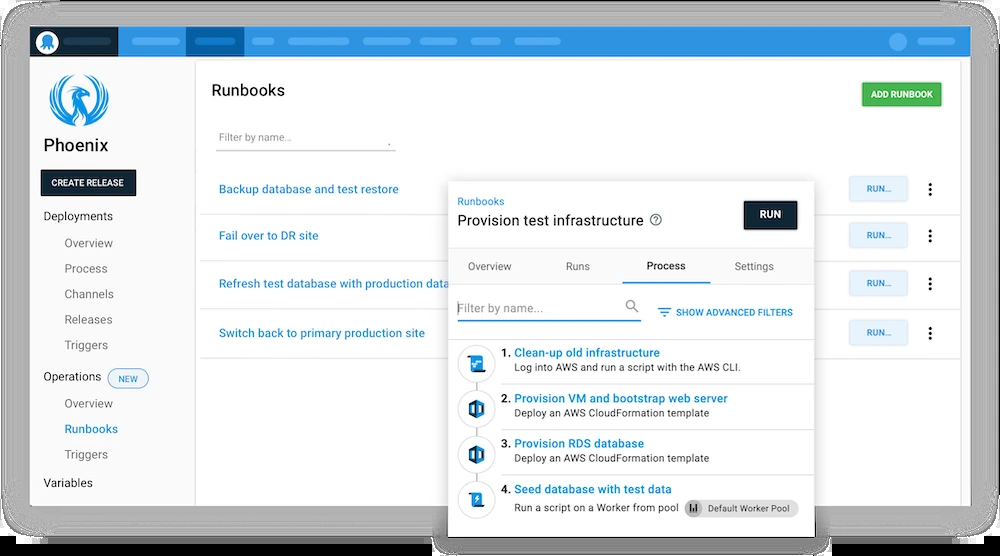 Phoenix
CREATE RELEASE
Deployments
Overview
Process
Channels
Releases
Triggers
Operations NEW
Overview
Runbooks
Triggers
Variables
Runbooks
ADD RUNBOOK
Filter by name...
Backup database and test restore RUN...
Fail over to DR site RUN...
Refresh test database with production data RUN...
Switch back to primary production site RUN...
Runbooks
Provision test infrastructure ?
RUN
Overview Runs Process Settings
Filter by name...
SHOW ADVANCED FILTERS
1. Clean-up old infrastructure
Log into AWS and run a script with the AWS CLI.
2. Provision VM and bootstrap web server
Deploy an AWS CloudFormation template
3. Provision RDS database
Deploy an AWS CloudFormation template
4. Seed database with test data
Run a script on a Worker from pool Default Worker Pool